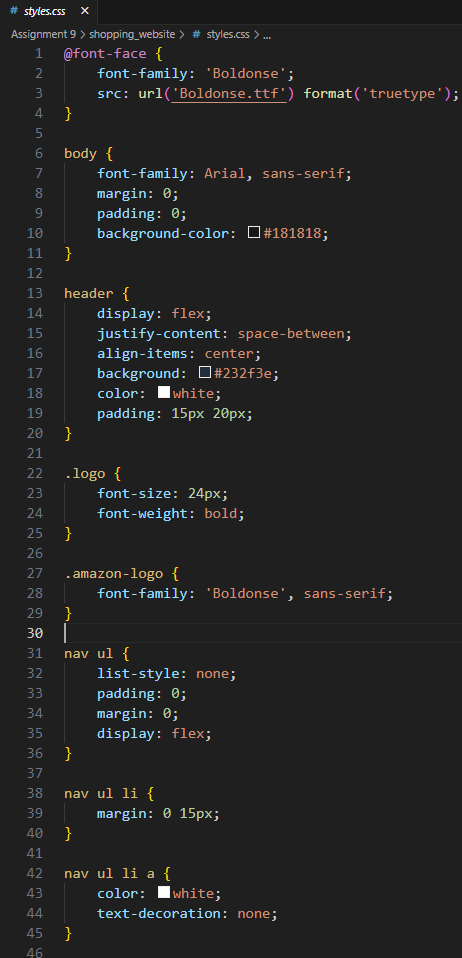 # styles.css ×
Assignment 9 > shopping_website > # styles.css > ...
1 @font-face {
2 font-family: 'Boldonse';
3 src: url('Boldonse.ttf') format('truetype');
4 }
5
6 body {
7 font-family: Arial, sans-serif;
8 margin: 0;
9 padding: 0;
10 background-color: #181818;
11 }
12
13 header {
14 display: flex;
15 justify-content: space-between;
16 align-items: center;
17 background: #232f3e;
18 color: white;
19 padding: 15px 20px;
20 }
21
22 .logo {
23 font-size: 24px;
24 font-weight: bold;
25 }
26
27 .amazon-logo {
28 font-family: 'Boldonse', sans-serif;
29 }
30
31 nav ul {
32 list-style: none;
33 padding: 0;
34 margin: 0;
35 display: flex;
36 }
37
38 nav ul li {
39 margin: 0 15px;
40 }
41
42 nav ul li a {
43 color: white;
44 text-decoration: none;
45 }
46